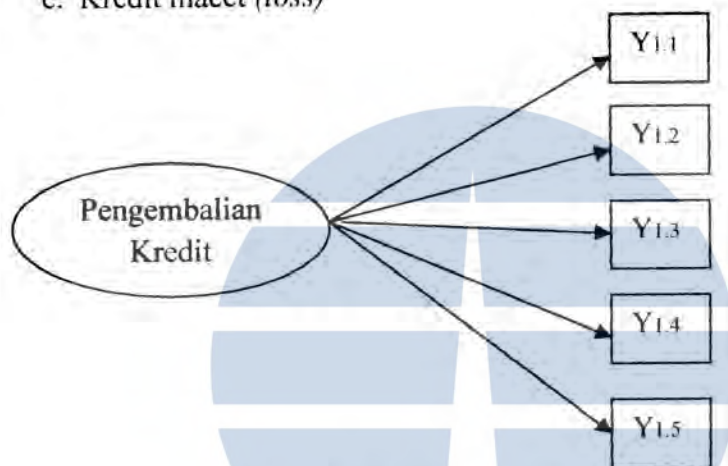 e. Kredit macet (loss)
Y1.1
Y1.2
Pengembalian
Kredit
Y1.3
Y1.4
Y1.5